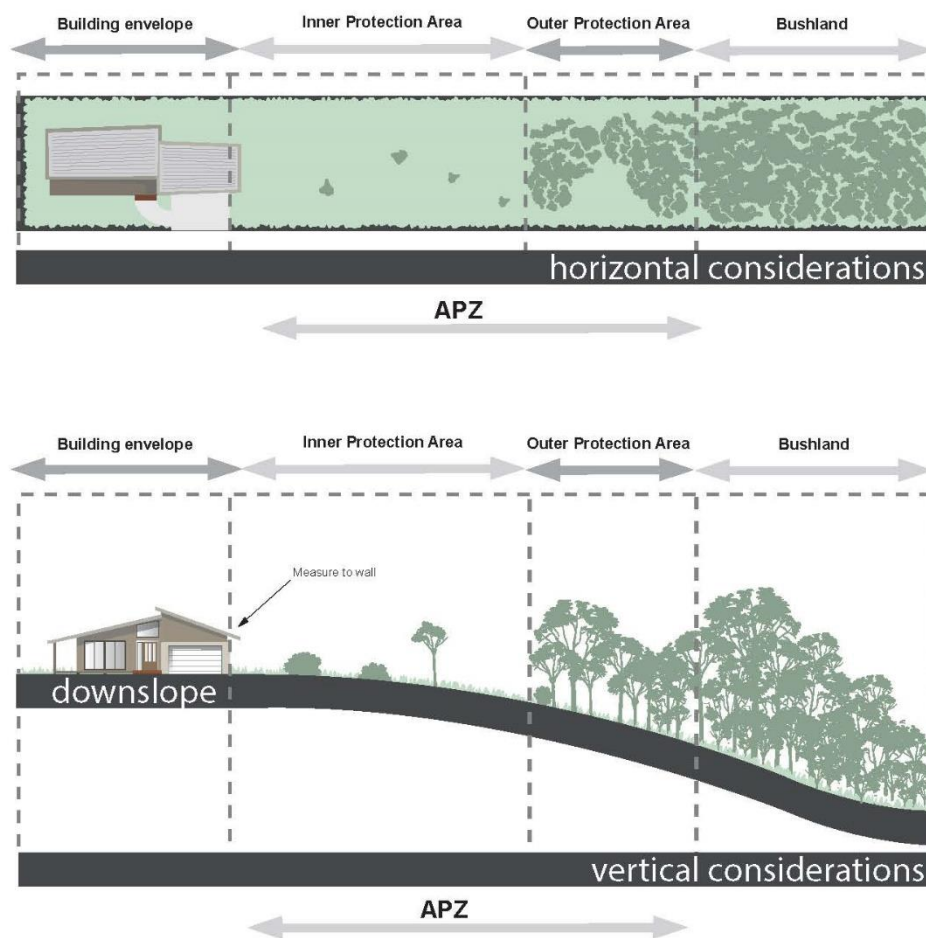 Building envelope
Inner Protection Area
Outer Protection Area
Bushland
horizontal considerations
APZ
Building envelope
Inner Protection Area
Outer Protection Area
Bushland
Measure to wall
downslope
vertical considerations
APZ